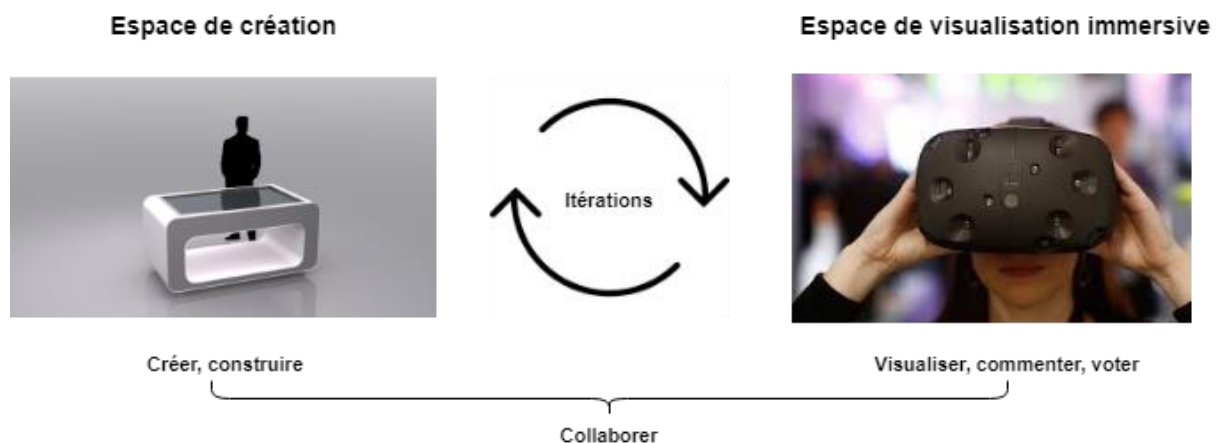 Espace de création
Espace de visualisation immersive
Itérations
Créer, construire
Visualiser, commenter, voter
Collaborer